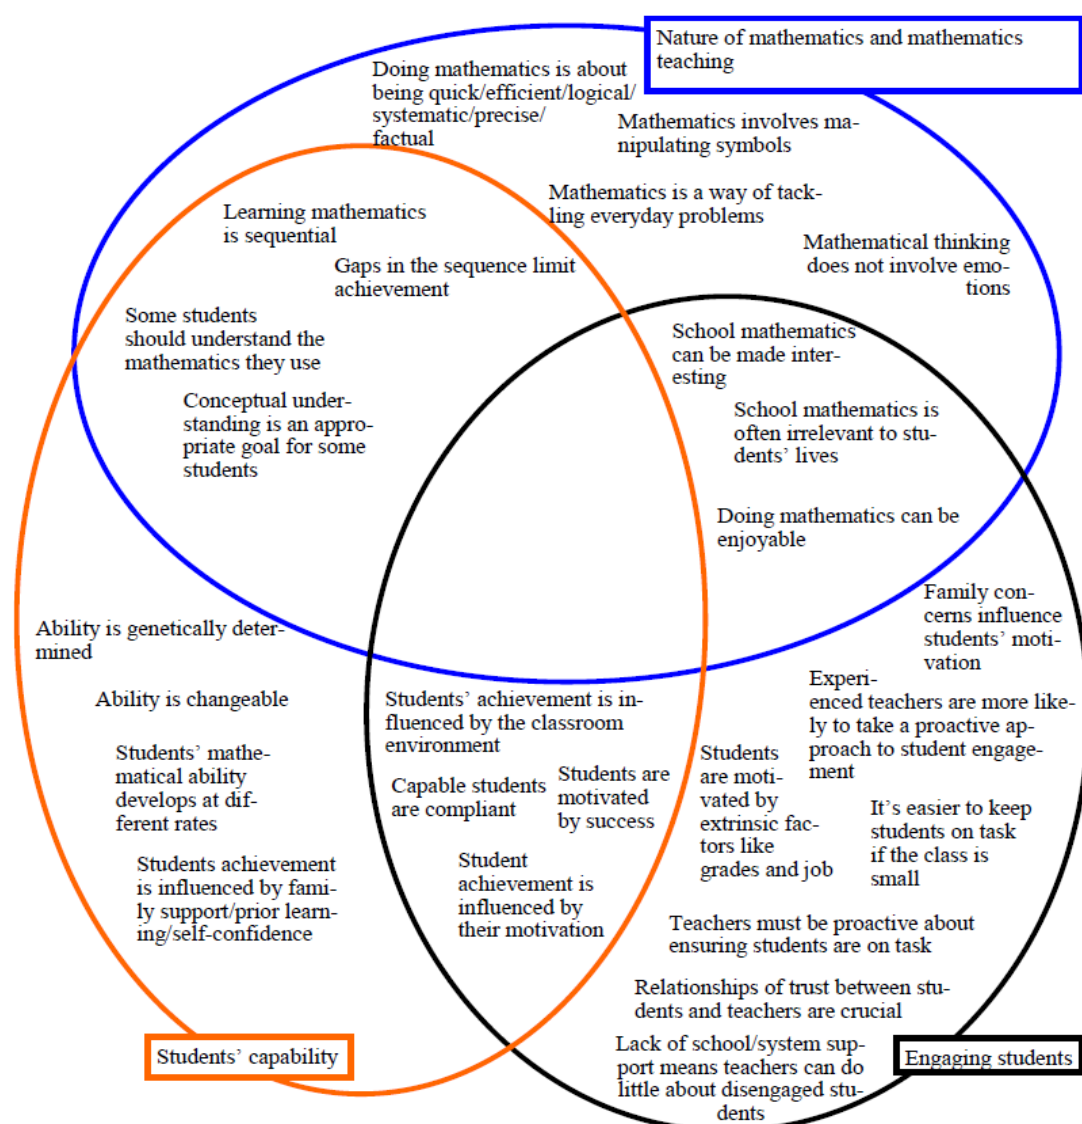 Nature of mathematics and mathematics
teaching
Doing mathematics is about
being quick/efficient/logical/
systematic/precise/
factual
Mathematics involves ma-
nipulating symbols
Mathematics is a way of tack-
ling everyday problems
Learning mathematics
is sequential
Mathematical thinking
does not involve emo-
tions
Gaps in the sequence limit
achievement
Some students
should understand the
mathematics they use
School mathematics
can be made inter-
esting
Conceptual under-
standing is an appro-
priate goal for some
students
School mathematics is
often irrelevant to stu-
dents’ lives
Doing mathematics can be
enjoyable
Family con-
cerns influence
students’ moti-
vation
Ability is genetically deter-
mined
Experi-
enced teachers are more like-
ly to take a proactive ap-
proach to student engage-
ment
Ability is changeable
Students’ achievement is in-
fluenced by the classroom
environment
Students’ mathe-
matical ability
develops at dif-
ferent rates
Capable students
are compliant
Students are
motivated
by success
Students
are moti-
vated by
extrinsic fac-
tors like
grades and job
It’s easier to keep
students on task
if the class is
small
Students achievement
is influenced by fami-
ly support/prior learn-
ing/self-confidence
Student
achievement is
influenced by
their motivation
Teachers must be proactive about
ensuring students are on task
Relationships of trust between stu-
dents and teachers are crucial
Lack of school/system sup-
port means teachers can do
little about disengaged stu-
dents
Students’ capability
Engaging students